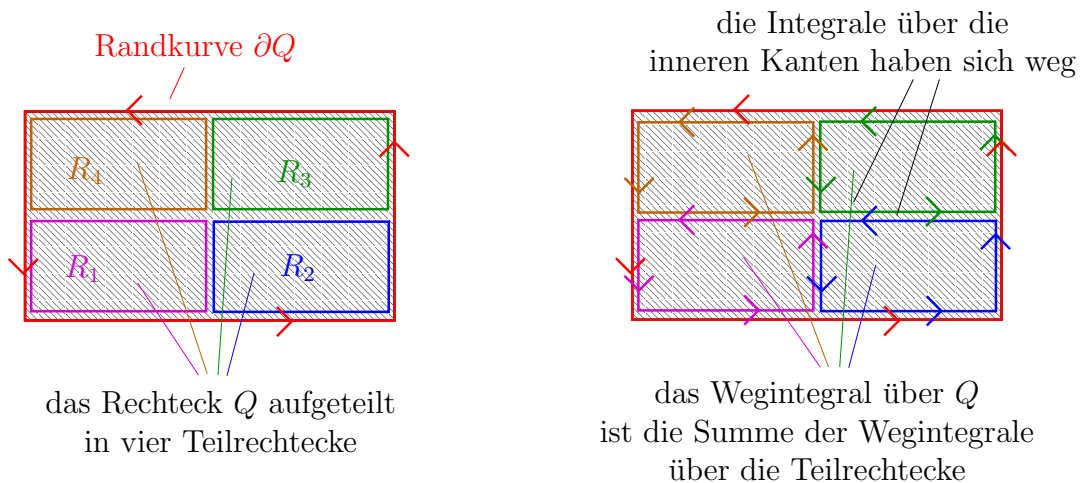 Randkurve ∂Q
R₄
R₃
R₁
R₂
das Rechteck Q aufgeteilt
in vier Teilrechtecke
die Integrale über die
inneren Kanten haben sich weg
das Wegintegral über Q
ist die Summe der Wegintegrale
über die Teilrechtecke